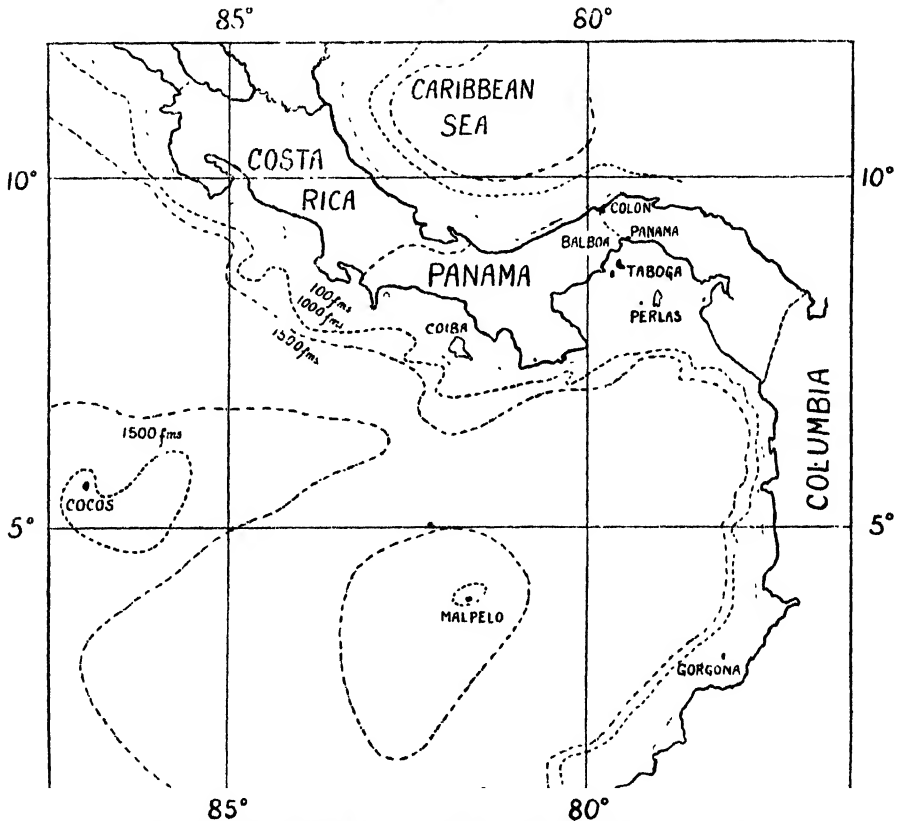 85° 80°
CARIBBEAN
SEA
COSTA
10° 10°
RICA
COLON
PANAMA
BALBOA
PANAMA
TABOGA
100 fms
1000 fms
PERLAS
COIBA
1500 fms
COLUMBIA
1500 fms
COCOS
5° 5°
MALPELO
GORGONA
85° 80°